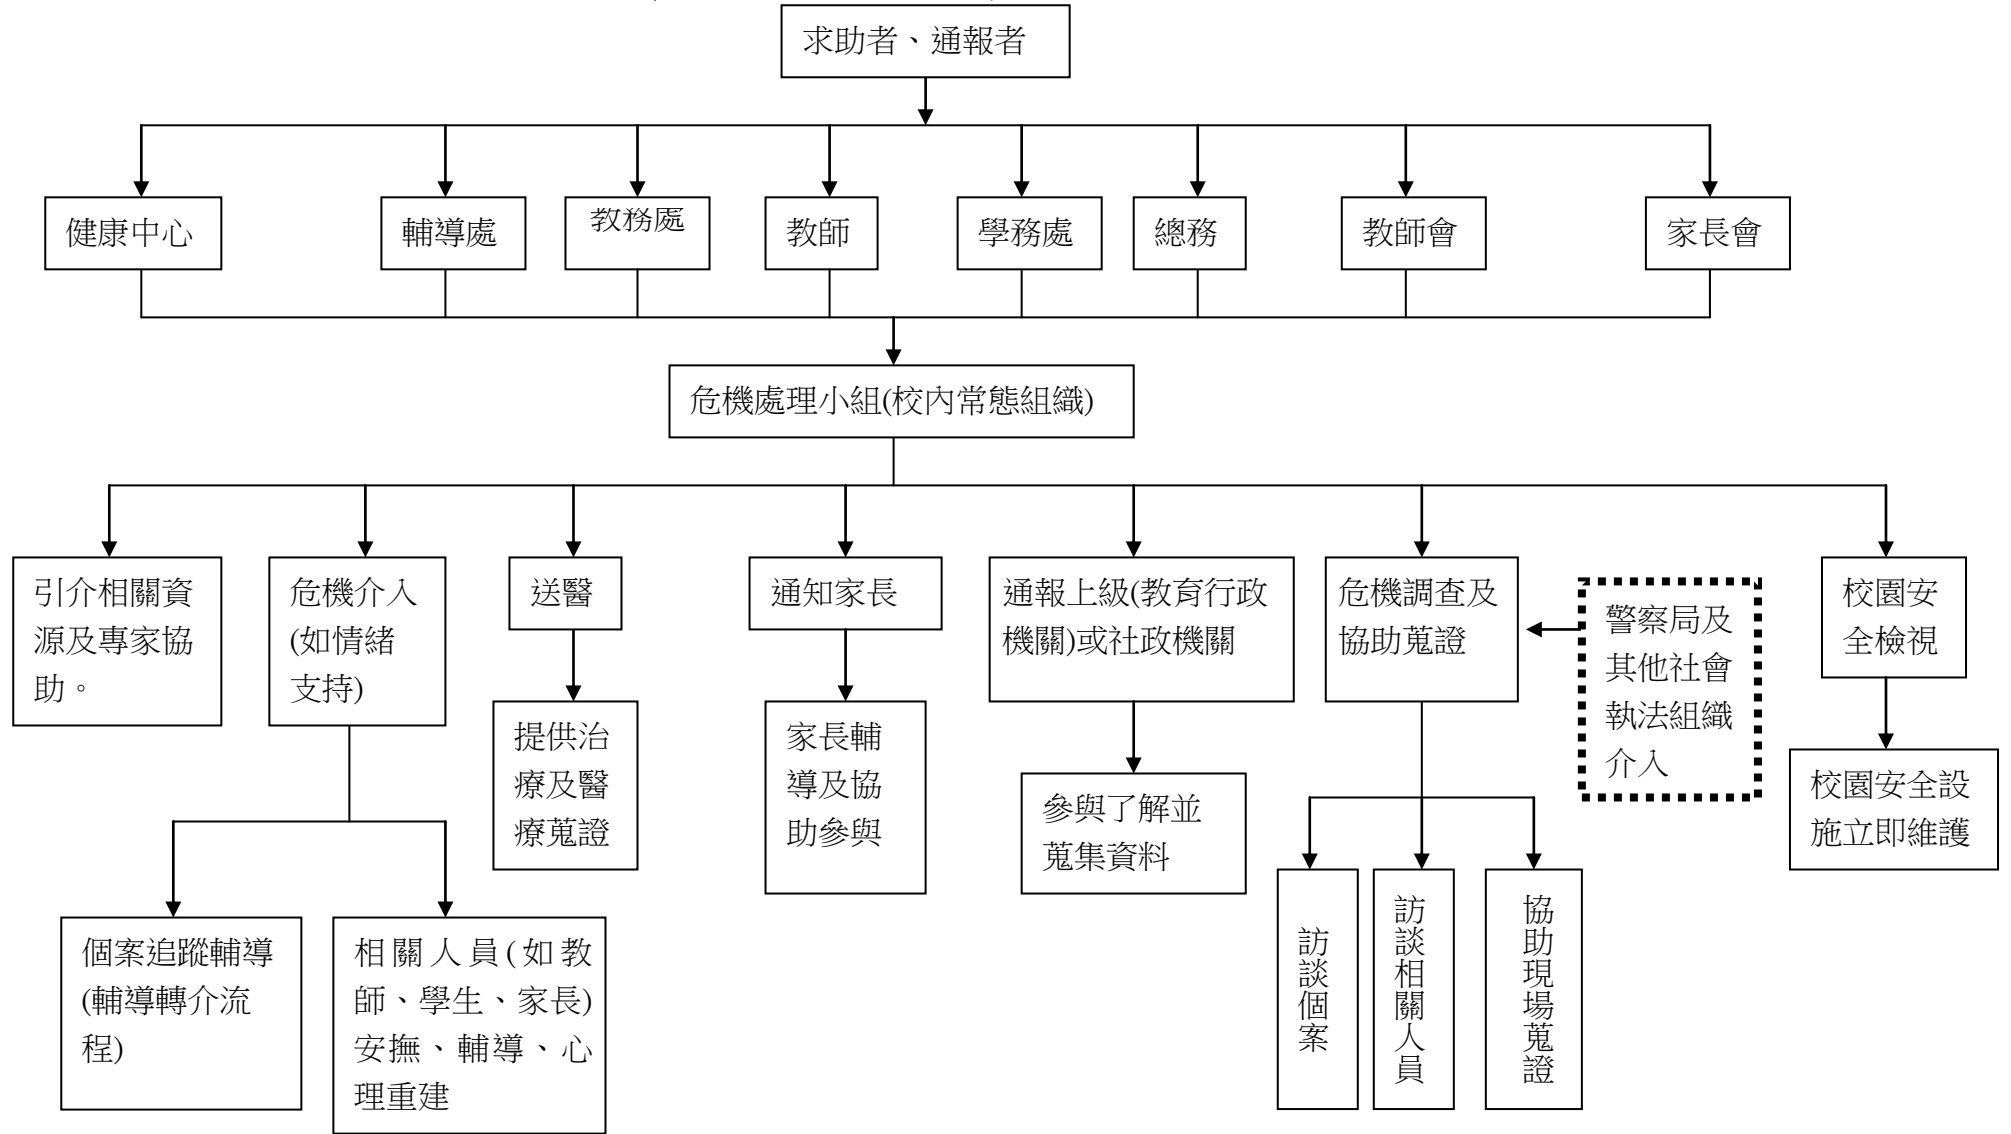 求助者、通報者
健康中心
輔導處
教務處
教師
學務處
總務
教師會
家長會
危機處理小組(校內常態組織)
引介相關資
源及專家協
助。
危機介入
(如情緒
支持)
送醫
通知家長
通報上級(教育行政
機關)或社政機關
危機調查及
協助蒐證
警察局及
其他社會
執法組織
介入
校園安
全檢視
提供治
療及醫
療蒐證
家長輔
導及協
助參與
參與了解並
蒐集資料
校園安全設
施立即維護
個案追蹤輔導
(輔導轉介流
程)
相關人員(如教
師、學生、家長)
安撫、輔導、心
理重建
訪談個案
訪談相關人員
協助現場蒐證